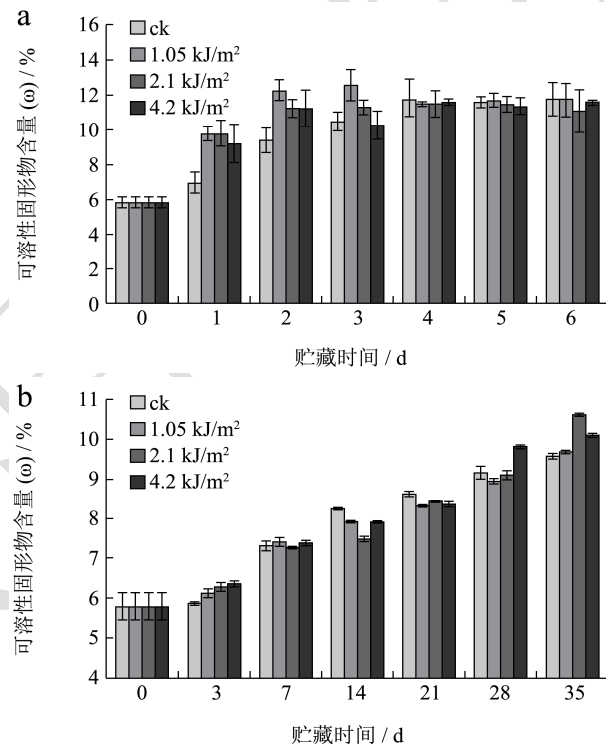 a
ck
1.05 kJ/m²
2.1 kJ/m²
4.2 kJ/m²
可溶性固形物含量 (ω) / %
16
14
12
10
8
6
4
2
0
0 1 2 3 4 5 6
贮藏时间 / d
b
ck
1.05 kJ/m²
2.1 kJ/m²
4.2 kJ/m²
可溶性固形物含量 (ω) / %
11
10
9
8
7
6
5
4
0 3 7 14 21 28 35
贮藏时间 / d